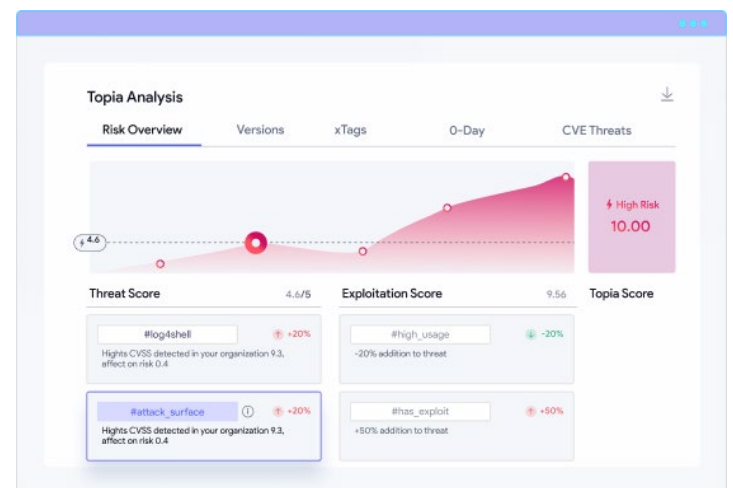 Topia Analysis
Risk Overview Versions xTags 0-Day CVE Threats
High Risk
10.00
4.6
Threat Score 4.6/5 Exploitation Score 9.56 Topia Score
#log4shell +20% #high_usage -20%
Hights CVSS detected in your organization 9.3, -20% addition to threat
affect on risk 0.4
#attack_surface +20% #has_exploit +50%
Hights CVSS detected in your organization 9.3, +50% addition to threat
affect on risk 0.4